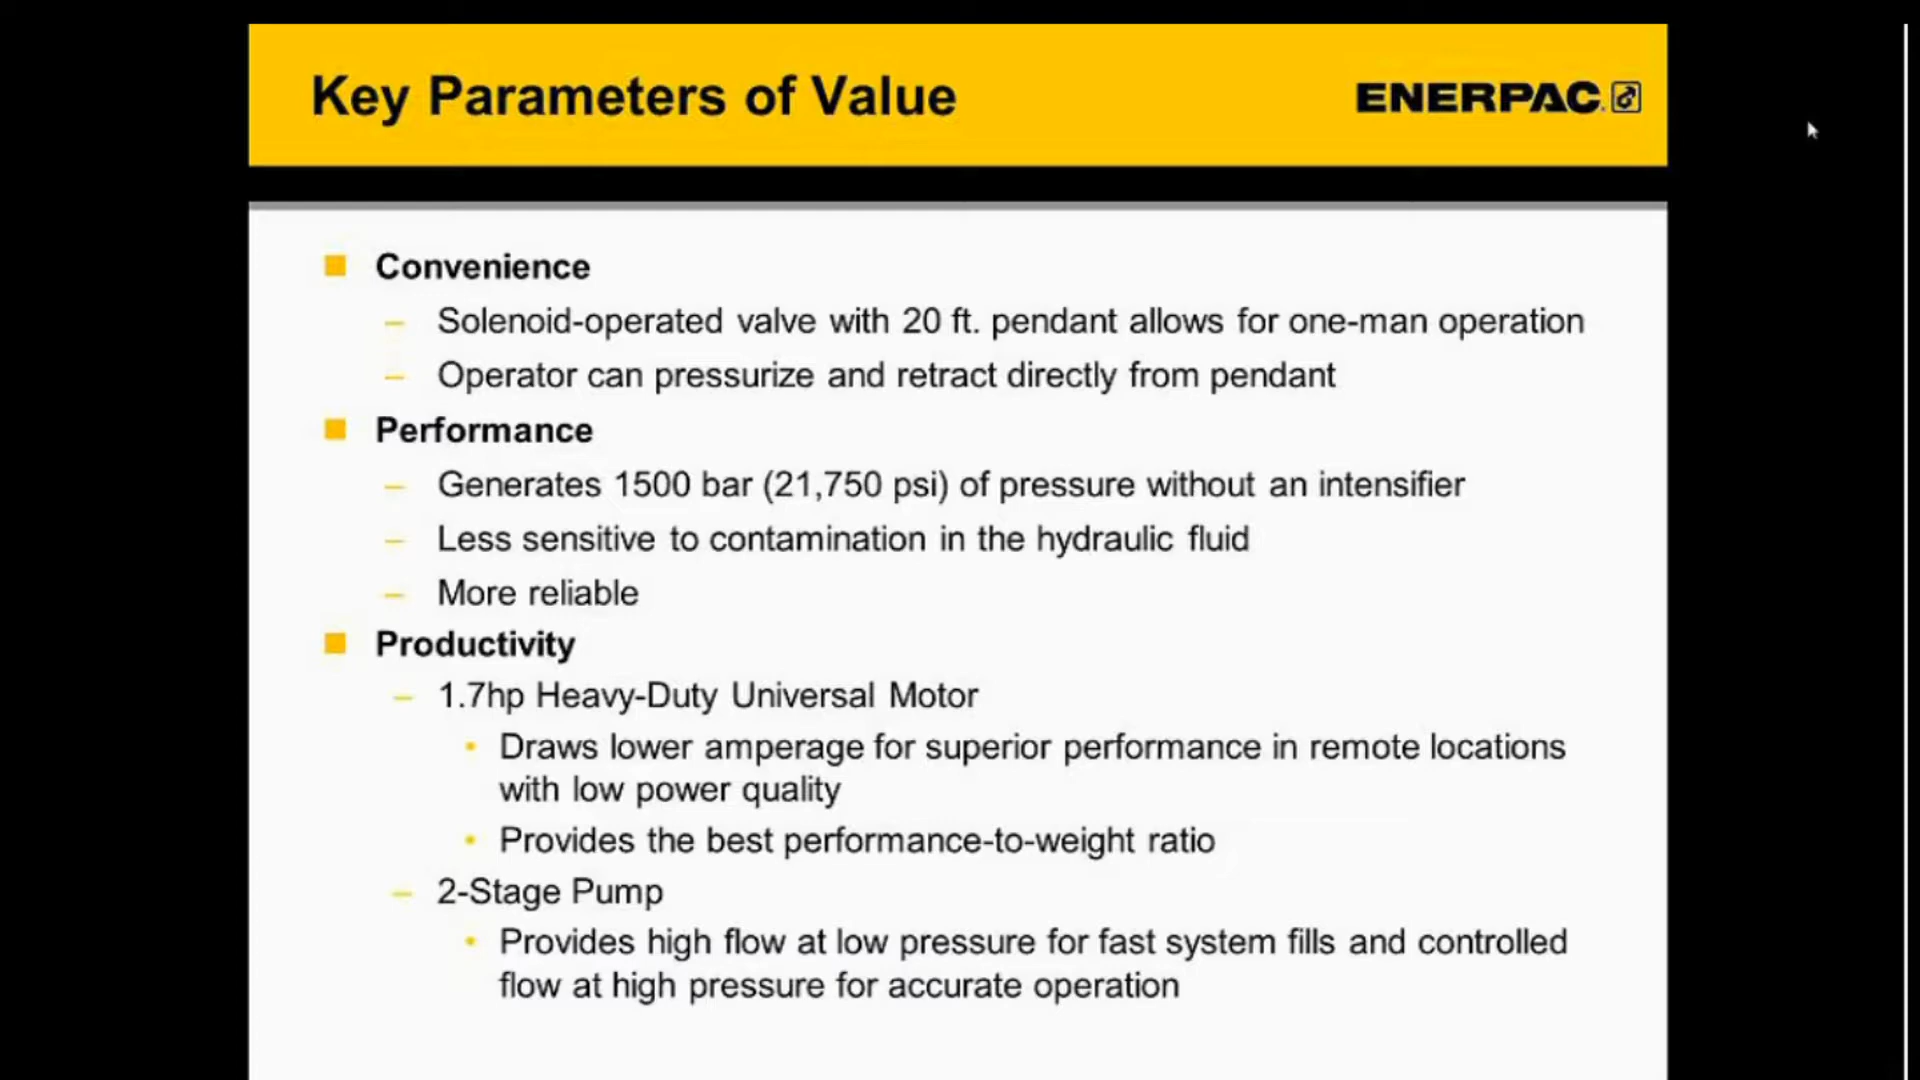 Key Parameters of Value
ENERPAC
Convenience
– Solenoid-operated valve with 20 ft. pendant allows for one-man operation
– Operator can pressurize and retract directly from pendant
Performance
– Generates 1500 bar (21,750 psi) of pressure without an intensifier
– Less sensitive to contamination in the hydraulic fluid
– More reliable
Productivity
– 1.7hp Heavy-Duty Universal Motor
• Draws lower amperage for superior performance in remote locations
with low power quality
• Provides the best performance-to-weight ratio
– 2-Stage Pump
• Provides high flow at low pressure for fast system fills and controlled
flow at high pressure for accurate operation